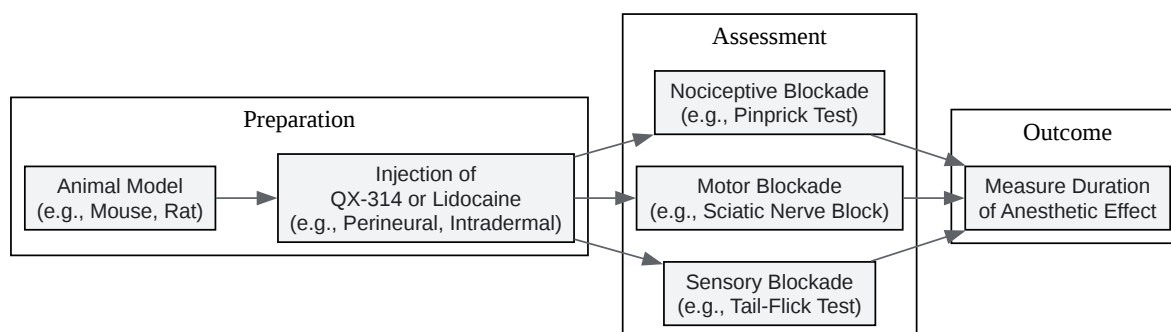 Preparation
Animal Model
(e.g., Mouse, Rat)
Injection of
QX-314 or Lidocaine
(e.g., Perineural, Intradermal)
Assessment
Nociceptive Blockade
(e.g., Pinprick Test)
Motor Blockade
(e.g., Sciatic Nerve Block)
Sensory Blockade
(e.g., Tail-Flick Test)
Outcome
Measure Duration
of Anesthetic Effect